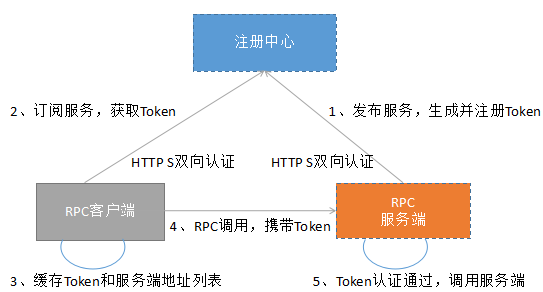 注册中心
2、订阅服务，获取Token
1、发布服务，生成并注册Token
HTTP S双向认证
HTTP S双向认证
RPC客户端
RPC
服务端
4、RPC调用，携带Token
3、缓存Token和服务端地址列表
5、Token认证通过，调用服务端